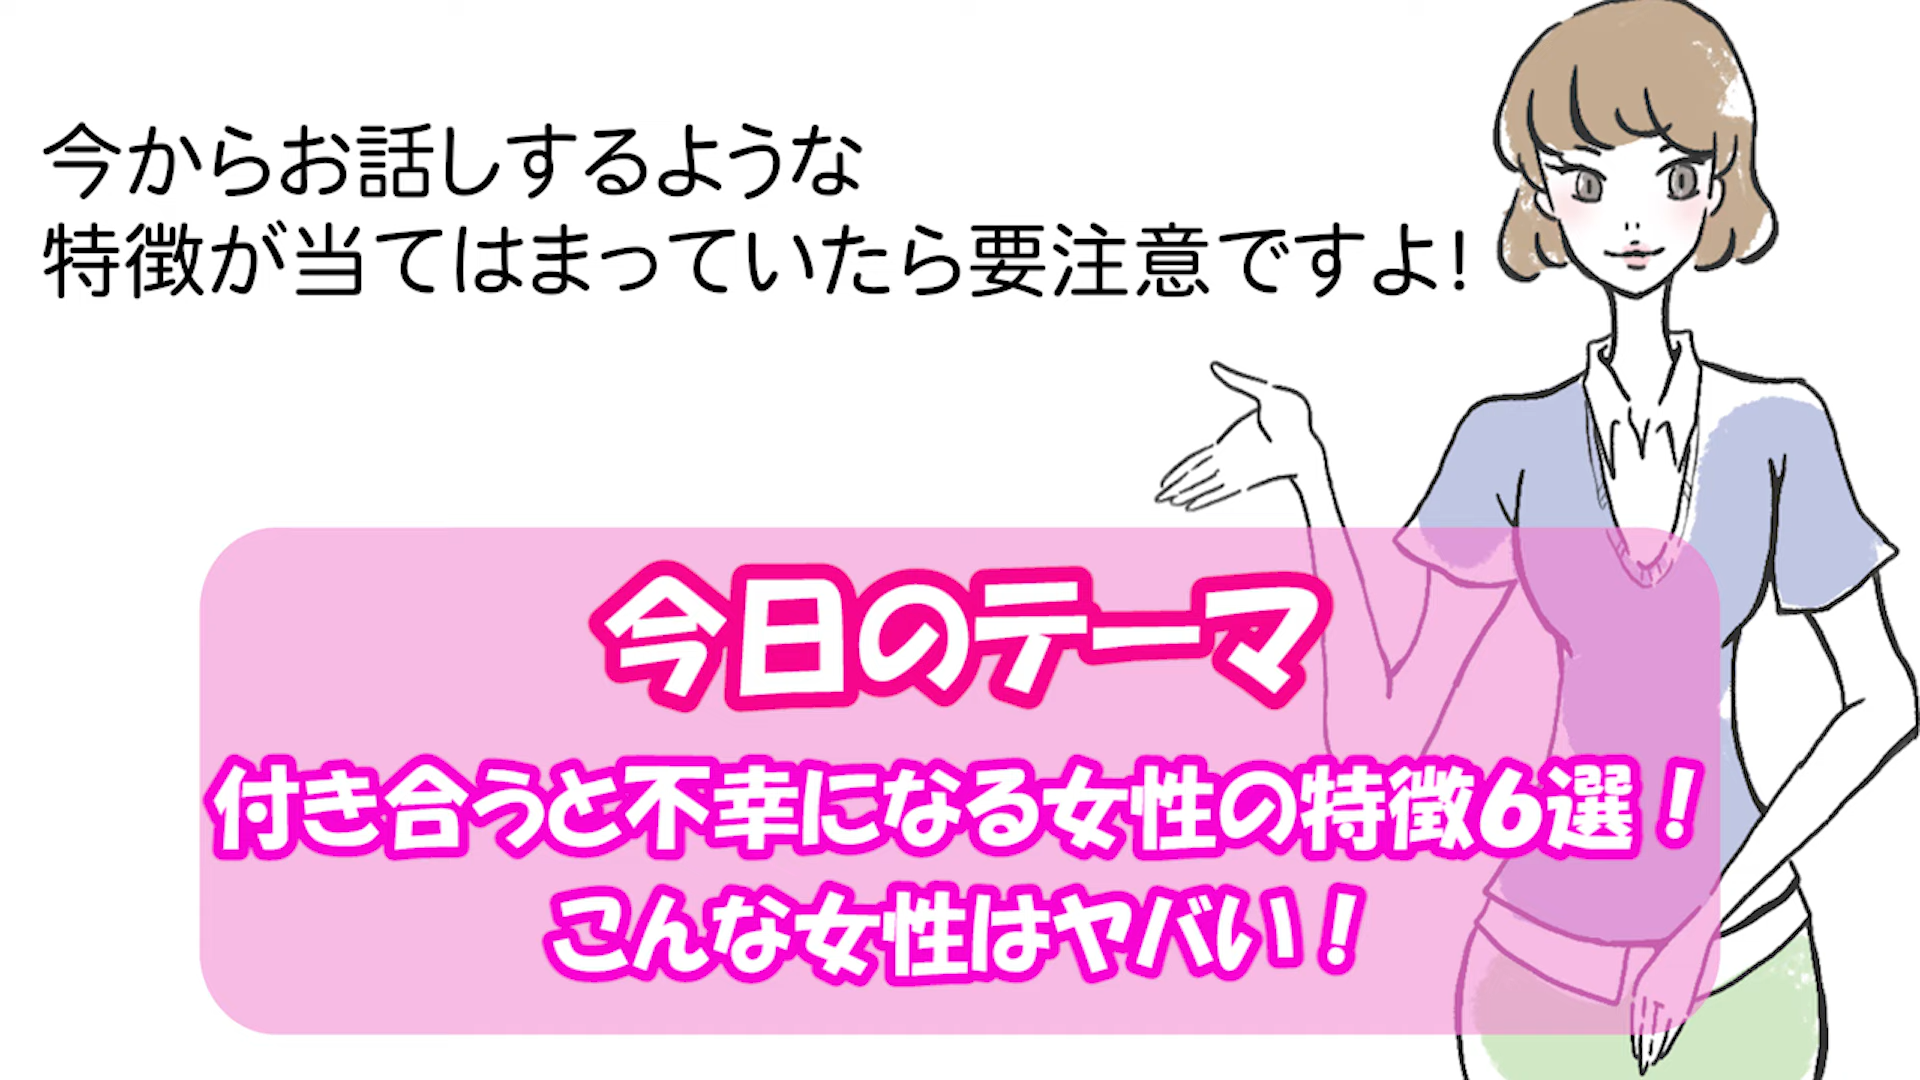 今からお話しするような
特徴が当てはまっていたら要注意ですよ!
今日のテーマ
付き合うと不幸になる女性の特徴6選！
こんな女性はヤバい！